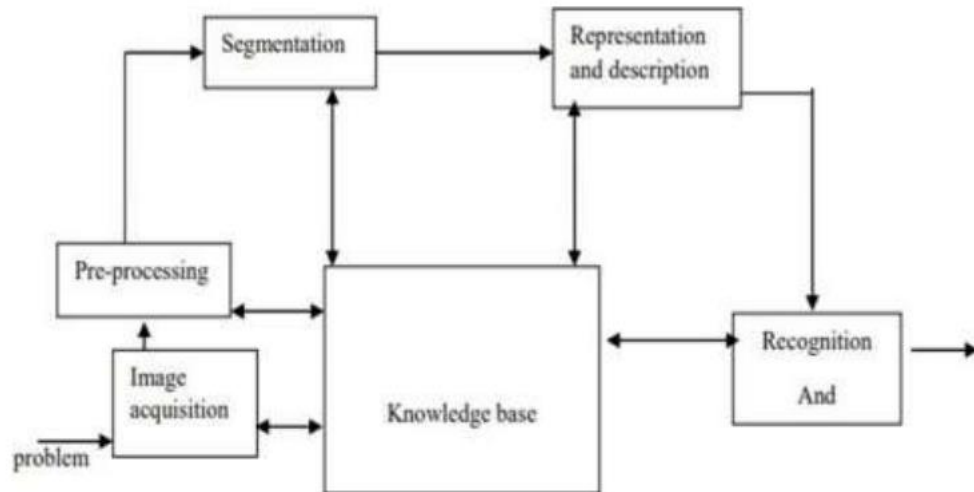 Segmentation
Representation
and description
Pre-processing
Image
acquisition
Knowledge base
Recognition
And
problem